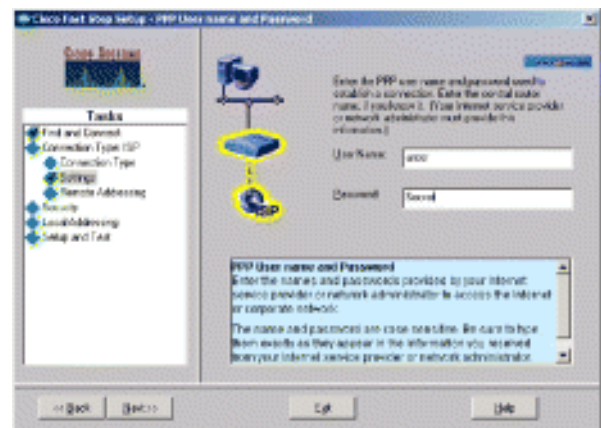 Cisco Fast Step Setup - PPP User name and Password
Cisco Systems
Tasks
Find and Connect
Connection Type: ISP
Connection Type
Settings
Remote Addressing
Security
Local Addressing
Setup and Test
ISP
Enter the PPP user name and password used to
establish a connection. Enter the central router
name, if you know it. (Your Internet service provider
or network administrator must provide this
information.)
User Name:
Password:
Secret
PPP User name and Password
Enter the names and passwords provided by your Internet
service provider or network administrator to access the Internet
or corporate network.
The name and password are case sensitive. Be sure to type
them exactly as they appear in the information you received
from your Internet service provider or network administrator.
<< Back
Next >>
Exit
Help